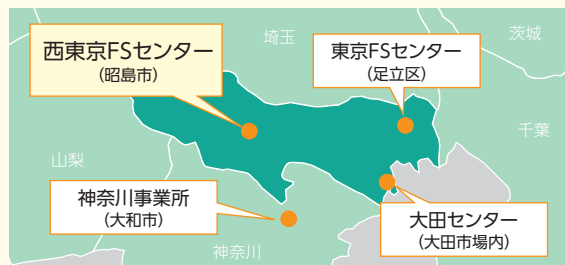 埼玉
茨城
西東京FSセンター
(昭島市)
東京FSセンター
(足立区)
千葉
山梨
神奈川事業所
(大和市)
大田センター
(大田市場内)
神奈川